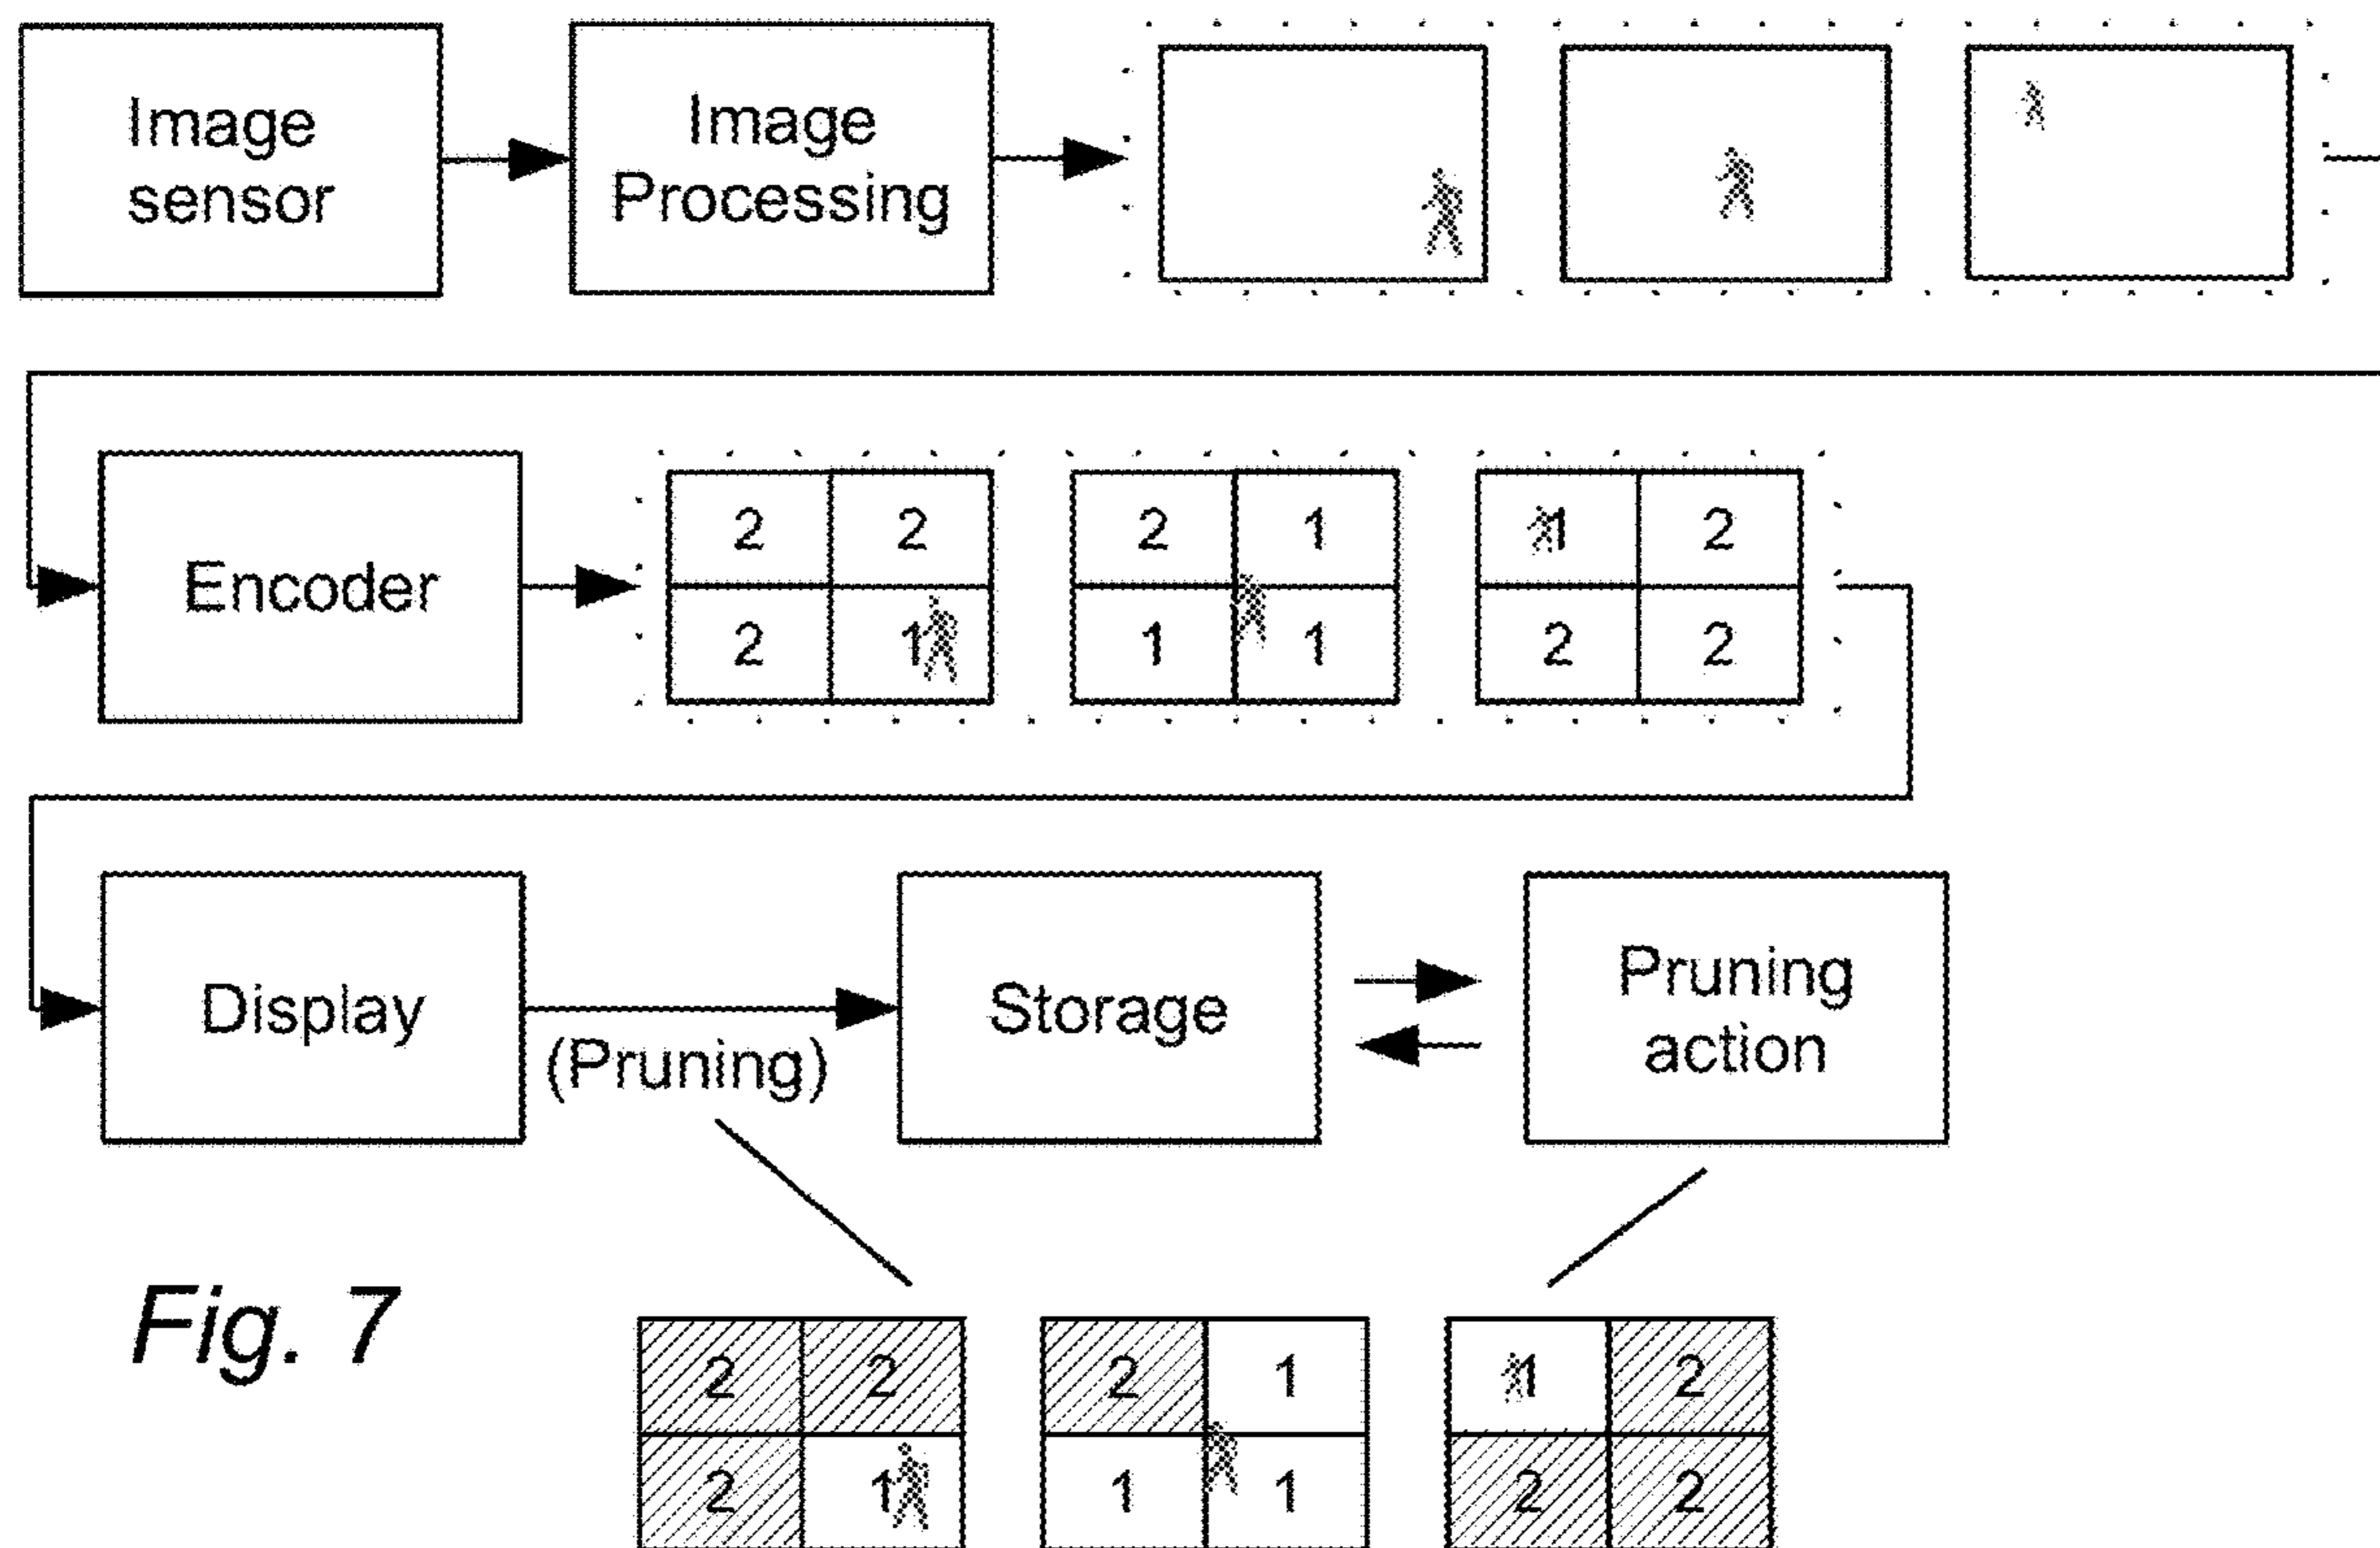 Image
sensor
Image
Processing
Encoder
2 2
2 1
2 1
1 1
1 2
2 2
Display
(Pruning)
Storage
Pruning
action
Fig. 7
2 2
2 1
2 1
1 1
1 2
2 2